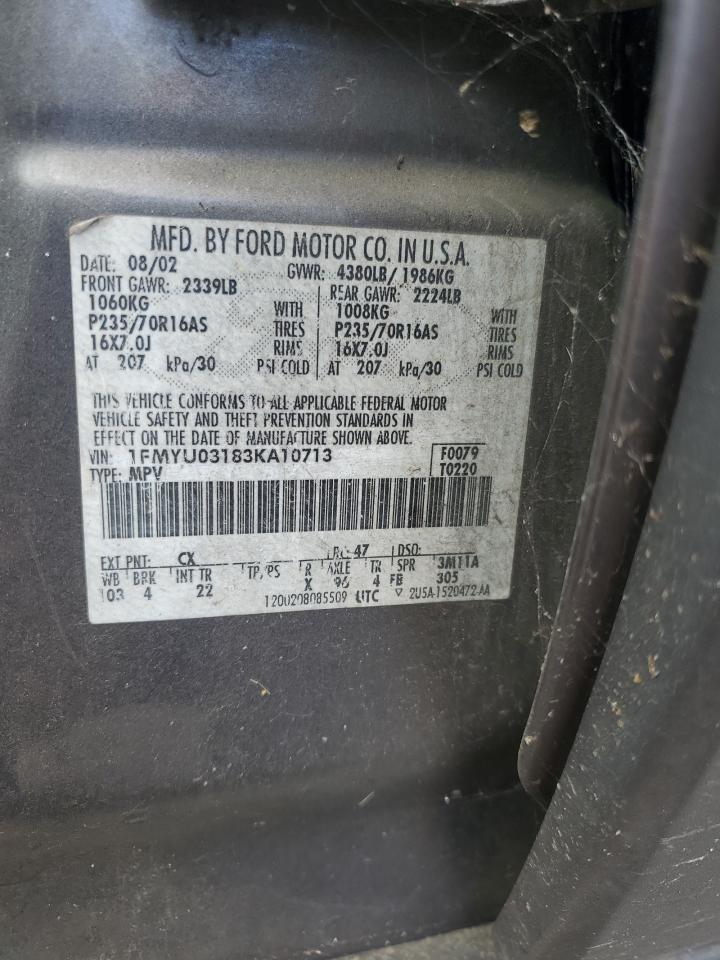 MFD. BY FORD MOTOR CO. IN U.S.A.
DATE: 08/02 GVWR: 4380LB/ 1986KG
FRONT GAWR: 2339LB REAR GAWR: 2224LB
1060KG WITH 1008KG WITH
P235/70R16AS TIRES P235/70R16AS TIRES
16X7.0J RIMS 16X7.0J RIMS
AT 207 kPa/30 PSI COLD AT 207 kPa/30 PSI COLD
THIS VEHICLE CONFORMS TO ALL APPLICABLE FEDERAL MOTOR
VEHICLE SAFETY AND THEFT PREVENTION STANDARDS IN
EFFECT ON THE DATE OF MANUFACTURE SHOWN ABOVE.
VIN: 1FMYU03183KA10713 F0079
TYPE: MPV T0220
EXT PNT: CX RC: 47 DSO:
WB BRK INT TR TP/PS R AXLE TR SPR 3M11A
103 4 22 X 96 4 FB 305
1200208085509 UTC ▽ 2U5A-1520472-AA